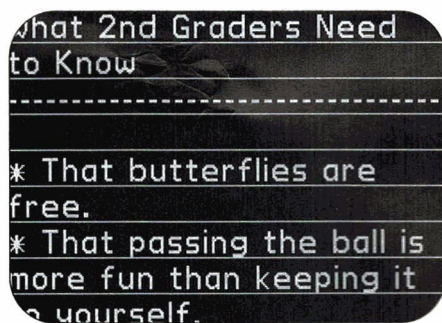 What 2nd Graders Need
to Know
--------------------------------------------
* That butterflies are
free.
* That passing the ball is
more fun than keeping it
yourself.